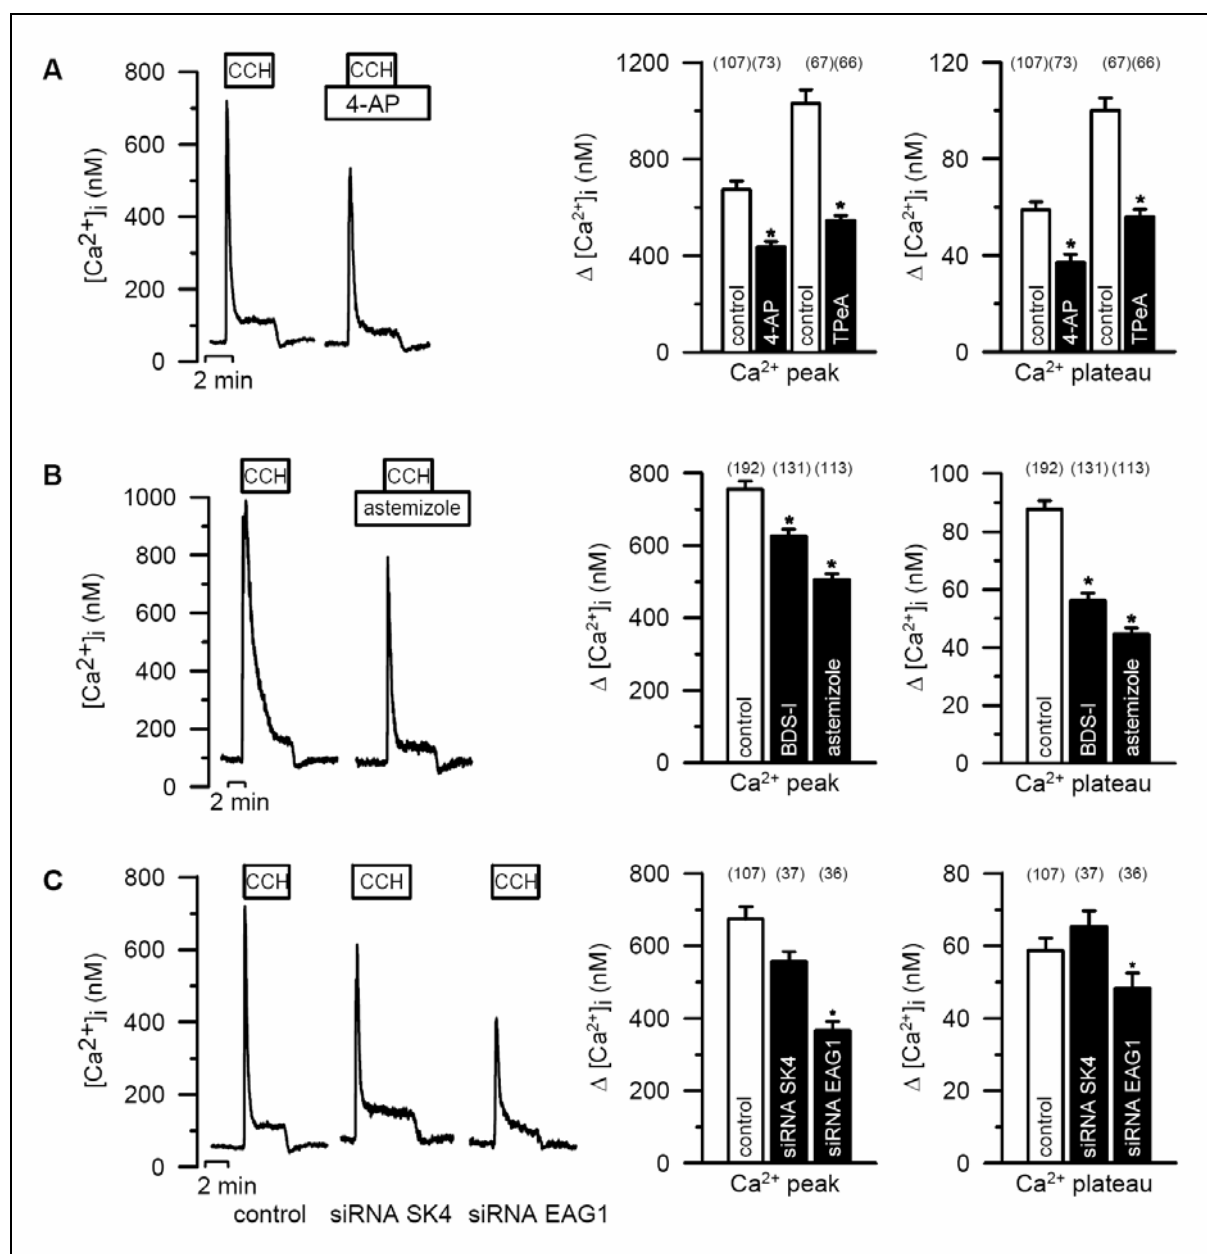 A
CCH
CCH
4-AP
800
600
400
200
0
[Ca2+]i (nM)
2 min
(107)(73) (67)(66)
1200
800
400
0
Δ [Ca2+]i (nM)
control
4-AP
control
TPeA
* *
Ca2+ peak
(107)(73) (67)(66)
120
80
40
0
Δ [Ca2+]i (nM)
control
4-AP
control
TPeA
* *
Ca2+ plateau
B
CCH
CCH
astemizole
1000
800
600
400
200
0
[Ca2+]i (nM)
2 min
(192) (131) (113)
800
600
400
200
0
Δ [Ca2+]i (nM)
control
BDS-I
astemizole
* *
Ca2+ peak
(192) (131) (113)
100
80
60
40
20
0
Δ [Ca2+]i (nM)
control
BDS-I
astemizole
* *
Ca2+ plateau
C
CCH
CCH
CCH
800
600
400
200
0
[Ca2+]i (nM)
2 min
control siRNA SK4 siRNA EAG1
(107) (37) (36)
800
600
400
200
0
Δ [Ca2+]i (nM)
control
siRNA SK4
siRNA EAG1
*
Ca2+ peak
(107) (37) (36)
80
60
40
20
0
Δ [Ca2+]i (nM)
control
siRNA SK4
siRNA EAG1
*
Ca2+ plateau